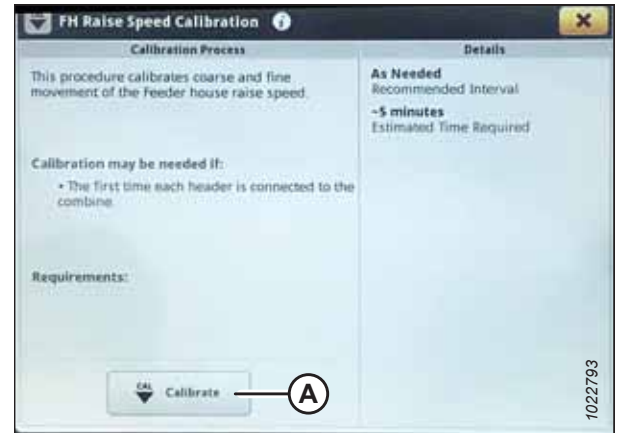 FH Raise Speed Calibration i
Calibration Process
Details
This procedure calibrates coarse and fine
movement of the Feeder house raise speed.
As Needed
Recommended Interval
~5 minutes
Estimated Time Required
Calibration may be needed if:
• The first time each header is connected to the
combine.
Requirements:
CAL
Calibrate
A
1022793